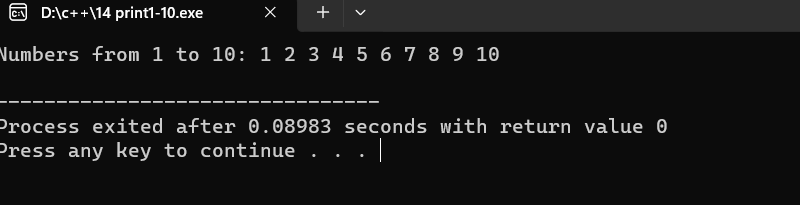 D:\c++\14 print1-10.exe
Numbers from 1 to 10: 1 2 3 4 5 6 7 8 9 10
--------------------------------
Process exited after 0.08983 seconds with return value 0
Press any key to continue . . .